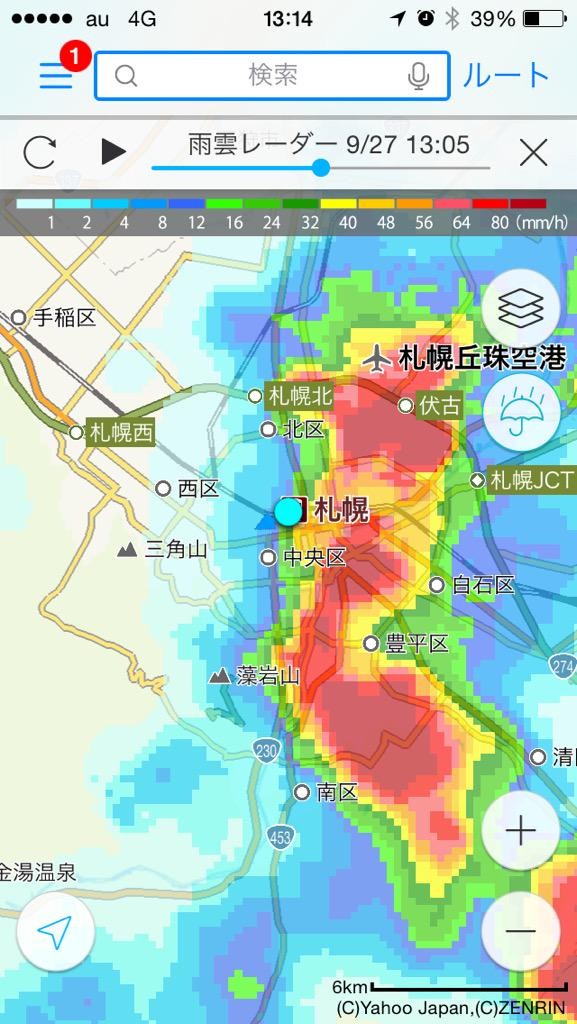 au 4G 13:14 39%
1
検索 ルート
雨雲レーダー 9/27 13:05
1 2 4 8 12 16 24 32 40 48 56 64 80 (mm/h)
手稲区
札幌丘珠空港
札幌北
伏古
札幌西
北区
札幌JCT
西区
札幌
三角山
中央区
白石区
豊平区
274
藻岩山
230
清
南区
453
金湯温泉
6km
(C)Yahoo Japan,(C)ZENRIN